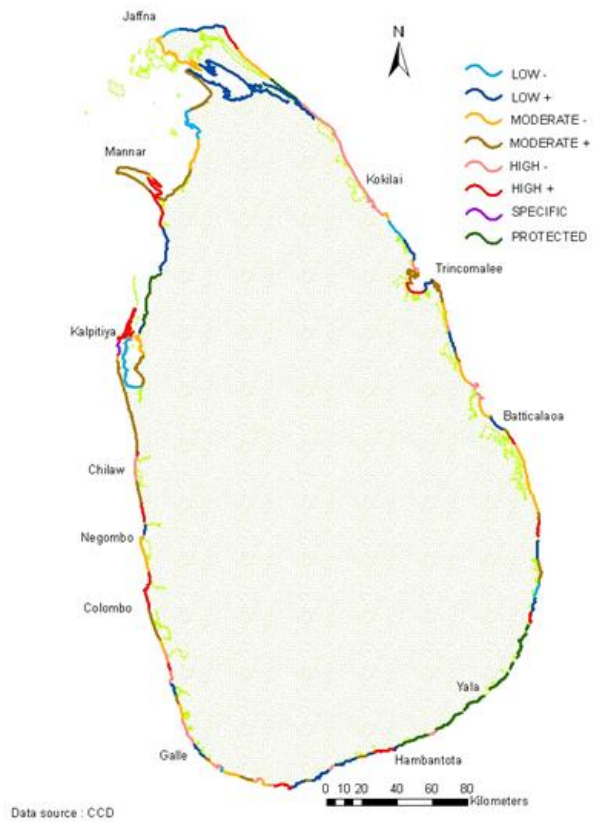 Jaffna
N
LOW -
LOW +
MODERATE -
MODERATE +
HIGH -
HIGH +
SPECIFIC
PROTECTED
Mannar
Kokilai
Trincomalee
Kalpitiya
Batticalaoa
Chilaw
Negombo
Colombo
Yala
Galle
Hambantota
0 10 20 40 60 80
Kilometers
Data source : CCD